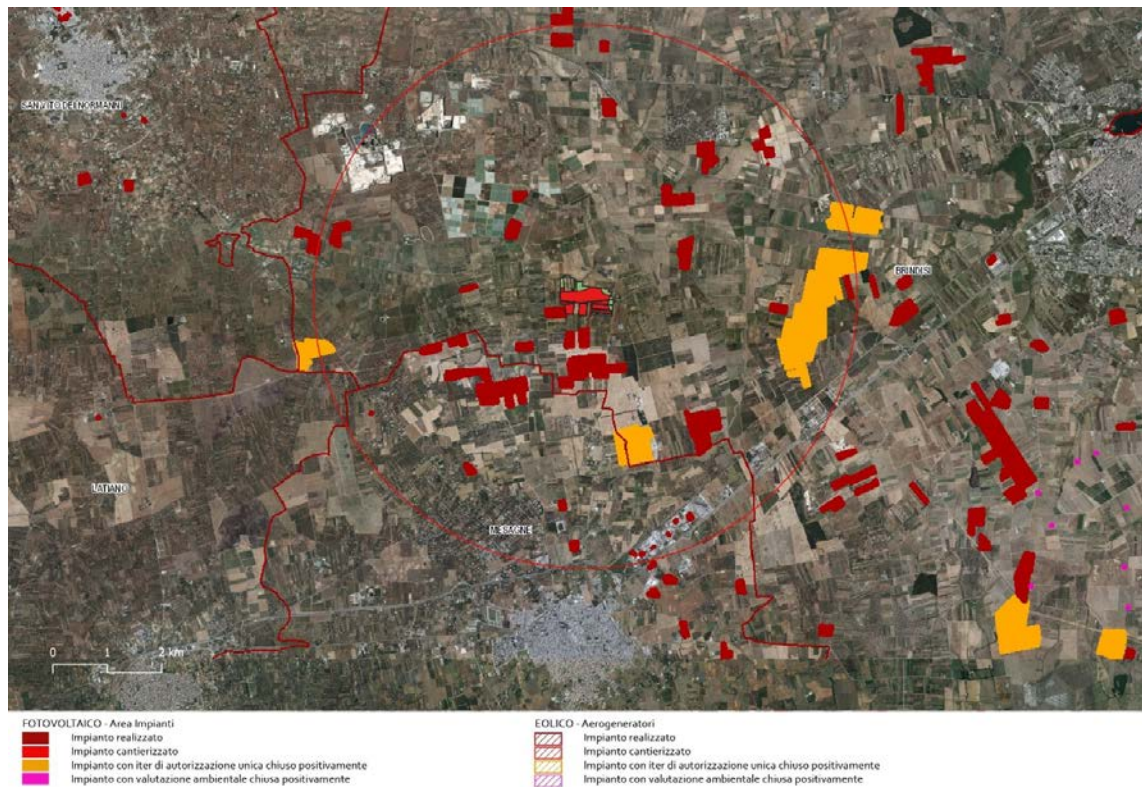 SAN VITO DEI NORMANNI
BRINDISI
LATIANO
MESAGNE
0 1 2 km
FOTOVOLTAICO - Area Impianti
Impianto realizzato
Impianto cantierizzato
Impianto con iter di autorizzazione unica chiuso positivamente
Impianto con valutazione ambientale chiusa positivamente
EOLICO - Aerogeneratori
Impianto realizzato
Impianto cantierizzato
Impianto con iter di autorizzazione unica chiuso positivamente
Impianto con valutazione ambientale chiusa positivamente